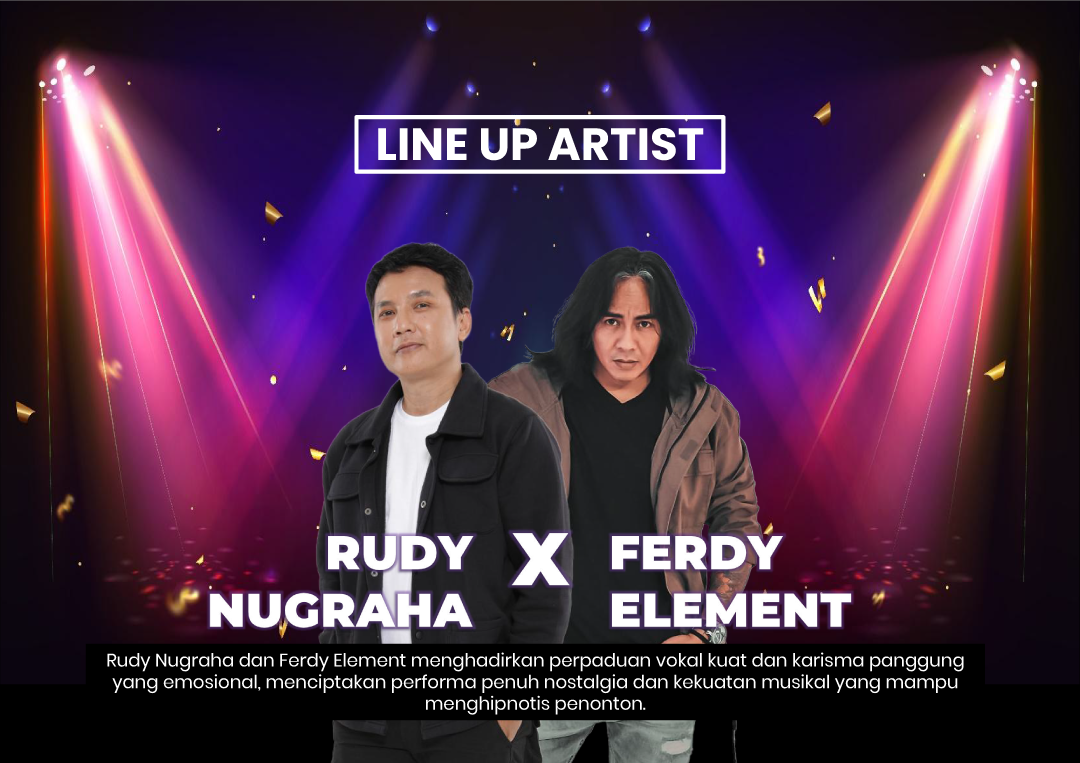 LINE UP ARTIST
RUDY NUGRAHA
X
FERDY ELEMENT
Rudy Nugraha dan Ferdy Element menghadirkan perpaduan vokal kuat dan karisma panggung
yang emosional, menciptakan performa penuh nostalgia dan kekuatan musikal yang mampu
menghipnotis penonton.